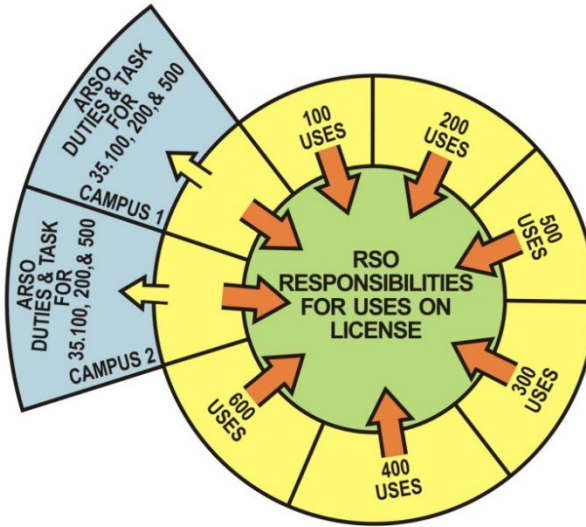 ARSO
DUTIES & TASK
FOR
35.100, 200,& 500
CAMPUS 1
ARSO
DUTIES & TASK
FOR
35.100, 200,& 500
CAMPUS 2
100
USES
200
USES
500
USES
300
USES
400
USES
600
USES
RSO
RESPONSIBILITIES
FOR USES ON
LICENSE